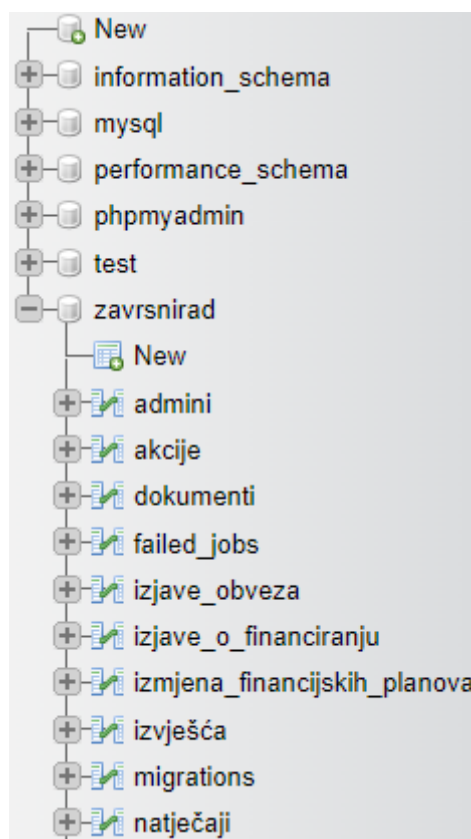 New
information_schema
mysql
performance_schema
phpmyadmin
test
zavrsnirad
New
admini
akcije
dokumenti
failed_jobs
izjave_obveza
izjave_o_financiranju
izmjena_financijskih_planova
izvješća
migrations
natječaji